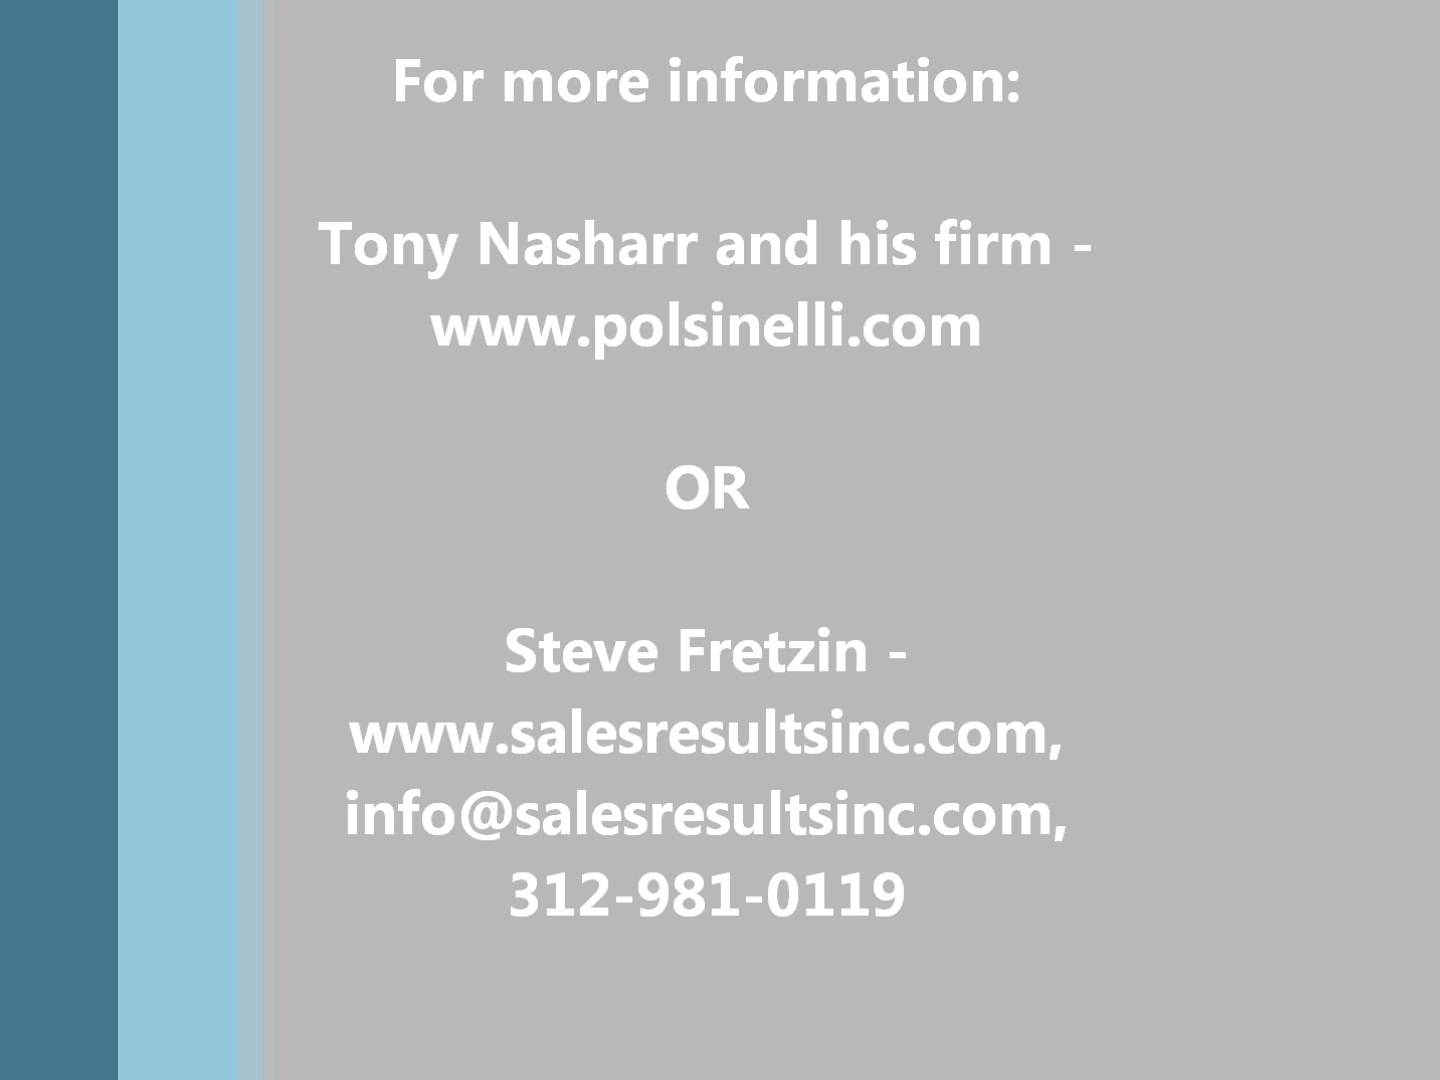 For more information:
Tony Nasharr and his firm -
www.polsinelli.com
OR
Steve Fretzin -
www.salesresultsinc.com,
info@salesresultsinc.com,
312-981-0119